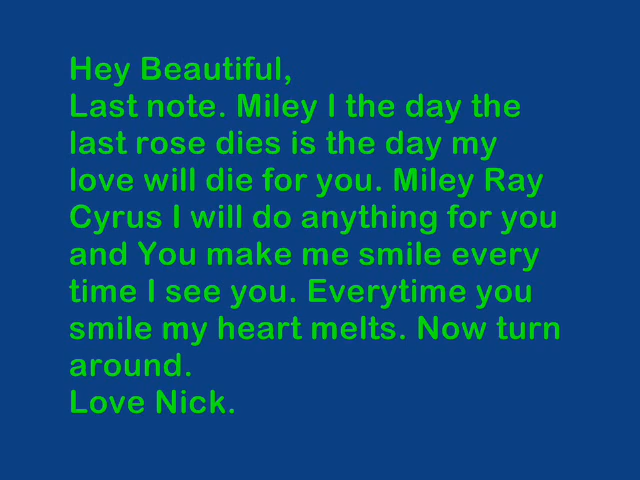 Hey Beautiful,
Last note. Miley I the day the
last rose dies is the day my
love will die for you. Miley Ray
Cyrus I will do anything for you
and You make me smile every
time I see you. Everytime you
smile my heart melts. Now turn
around.
Love Nick.